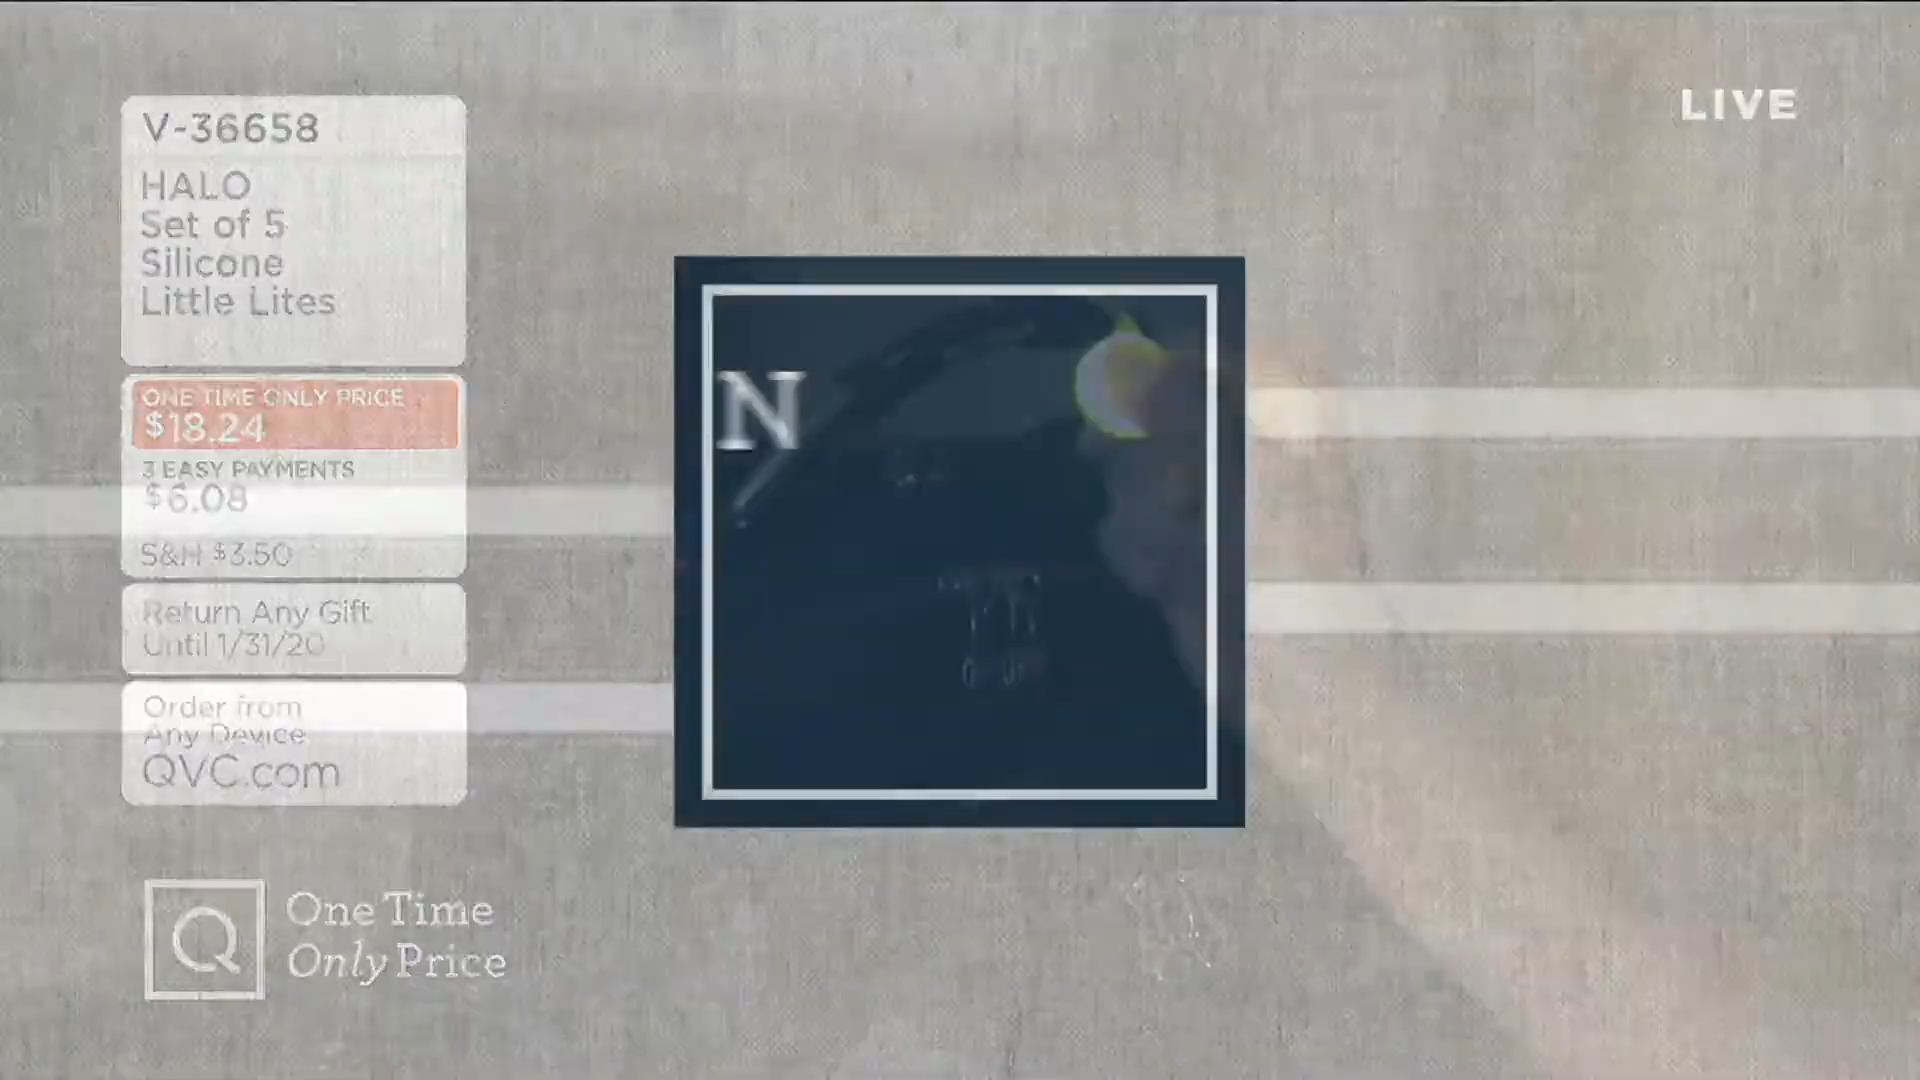 LIVE
V-36658
HALO
Set of 5
Silicone
Little Lites
ONE TIME ONLY PRICE
$18.24
3 EASY PAYMENTS
$6.08
S&H $3.50
Return Any Gift
Until 1/31/20
Order from
Any Device
QVC.com
N
Q
One Time
Only Price